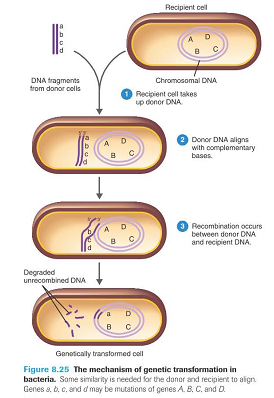 Recipient cell
a
b
c
d
A D
B C
DNA fragments
from donor cells
Chromosomal DNA
1 Recipient cell takes
up donor DNA.
a
b
c
d
A D
B C
2 Donor DNA aligns
with complementary
bases.
a
b
c
d
A D
B C
3 Recombination occurs
between donor DNA
and recipient DNA.
Degraded
unrecombined DNA
a D
B C
Genetically transformed cell
Figure 8.25 The mechanism of genetic transformation in
bacteria. Some similarity is needed for the donor and recipient to align.
Genes a, b, c, and d may be mutations of genes A, B, C, and D.